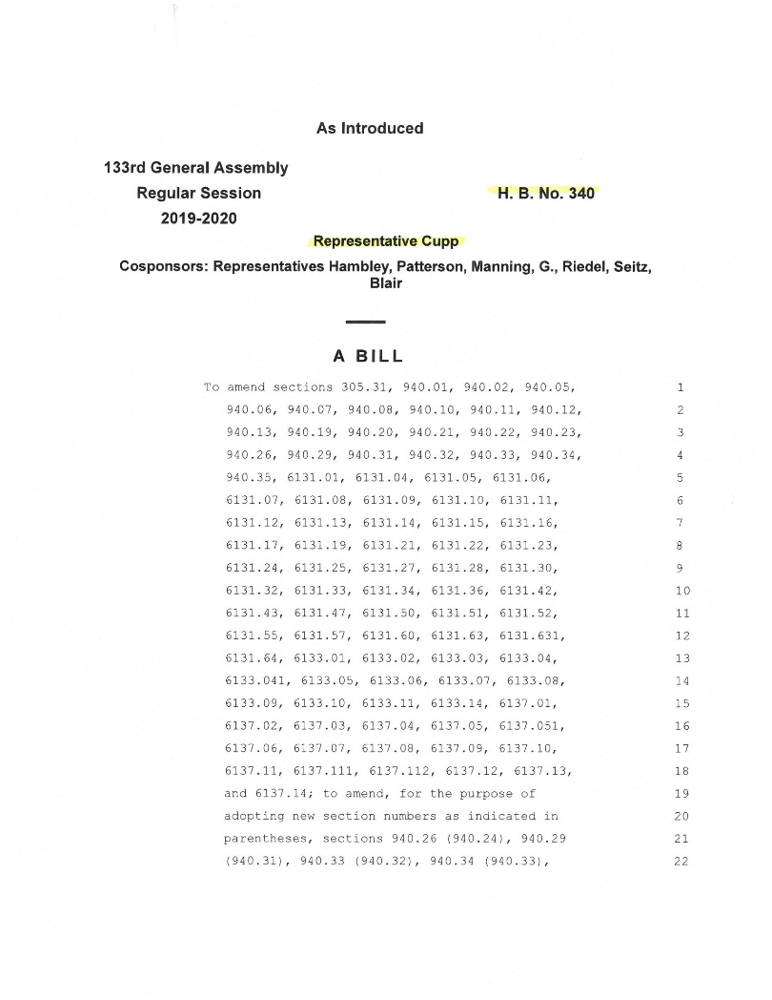 As Introduced
133rd General Assembly
Regular Session
H. B. No. 340
2019-2020
Representative Cupp
Cosponsors: Representatives Hambley, Patterson, Manning, G., Riedel, Seitz,
Blair
A BILL
To amend sections 305.31, 940.01, 940.02, 940.05, 1
940.06, 940.07, 940.08, 940.10, 940.11, 940.12, 2
940.13, 940.19, 940.20, 940.21, 940.22, 940.23, 3
940.26, 940.29, 940.31, 940.32, 940.33, 940.34, 4
940.35, 6131.01, 6131.04, 6131.05, 6131.06, 5
6131.07, 6131.08, 6131.09, 6131.10, 6131.11, 6
6131.12, 6131.13, 6131.14, 6131.15, 6131.16, 7
6131.17, 6131.19, 6131.21, 6131.22, 6131.23, 8
6131.24, 6131.25, 6131.27, 6131.28, 6131.30, 9
6131.32, 6131.33, 6131.34, 6131.36, 6131.42, 10
6131.43, 6131.47, 6131.50, 6131.51, 6131.52, 11
6131.55, 6131.57, 6131.60, 6131.63, 6131.631, 12
6131.64, 6133.01, 6133.02, 6133.03, 6133.04, 13
6133.041, 6133.05, 6133.06, 6133.07, 6133.08, 14
6133.09, 6133.10, 6133.11, 6133.14, 6137.01, 15
6137.02, 6137.03, 6137.04, 6137.05, 6137.051, 16
6137.06, 6137.07, 6137.08, 6137.09, 6137.10, 17
6137.11, 6137.111, 6137.112, 6137.12, 6137.13, 18
and 6137.14; to amend, for the purpose of 19
adopting new section numbers as indicated in 20
parentheses, sections 940.26 (940.24), 940.29 21
(940.31), 940.33 (940.32), 940.34 (940.33), 22